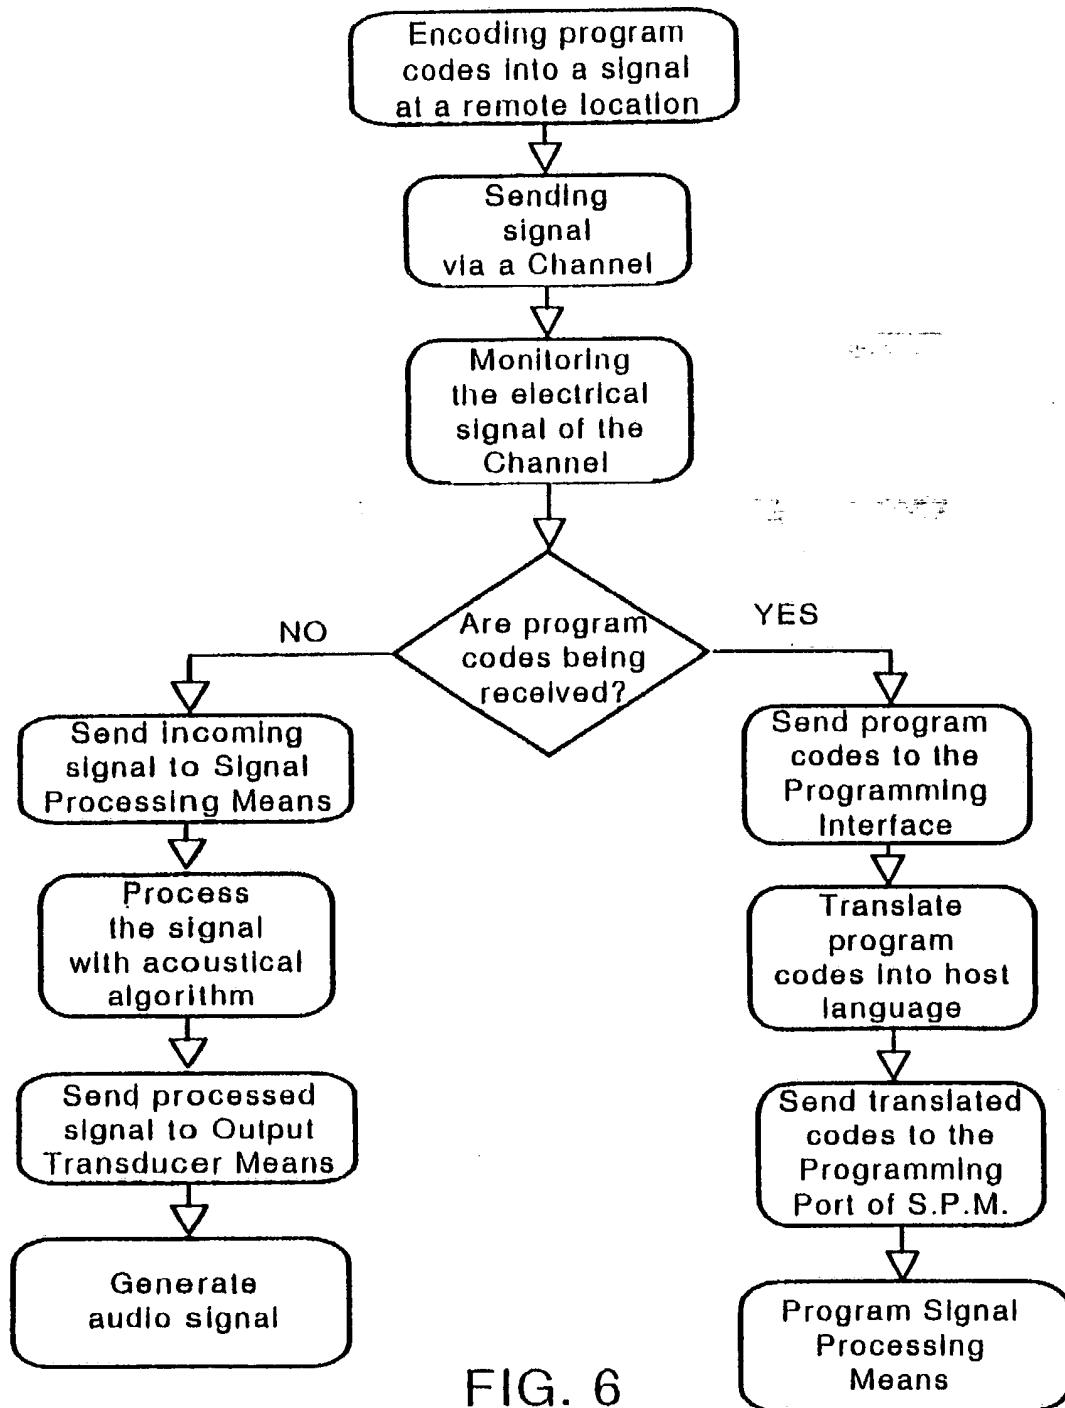 Encoding program
codes into a signal
at a remote location
Sending
signal
via a Channel
Monitoring
the electrical
signal of the
Channel
Are program
codes being
received?
NO
YES
Send incoming
signal to Signal
Processing Means
Process
the signal
with acoustical
algorithm
Send processed
signal to Output
Transducer Means
Generate
audio signal
Send program
codes to the
Programming
Interface
Translate
program
codes into host
language
Send translated
codes to the
Programming
Port of S.P.M.
Program Signal
Processing
Means
FIG. 6